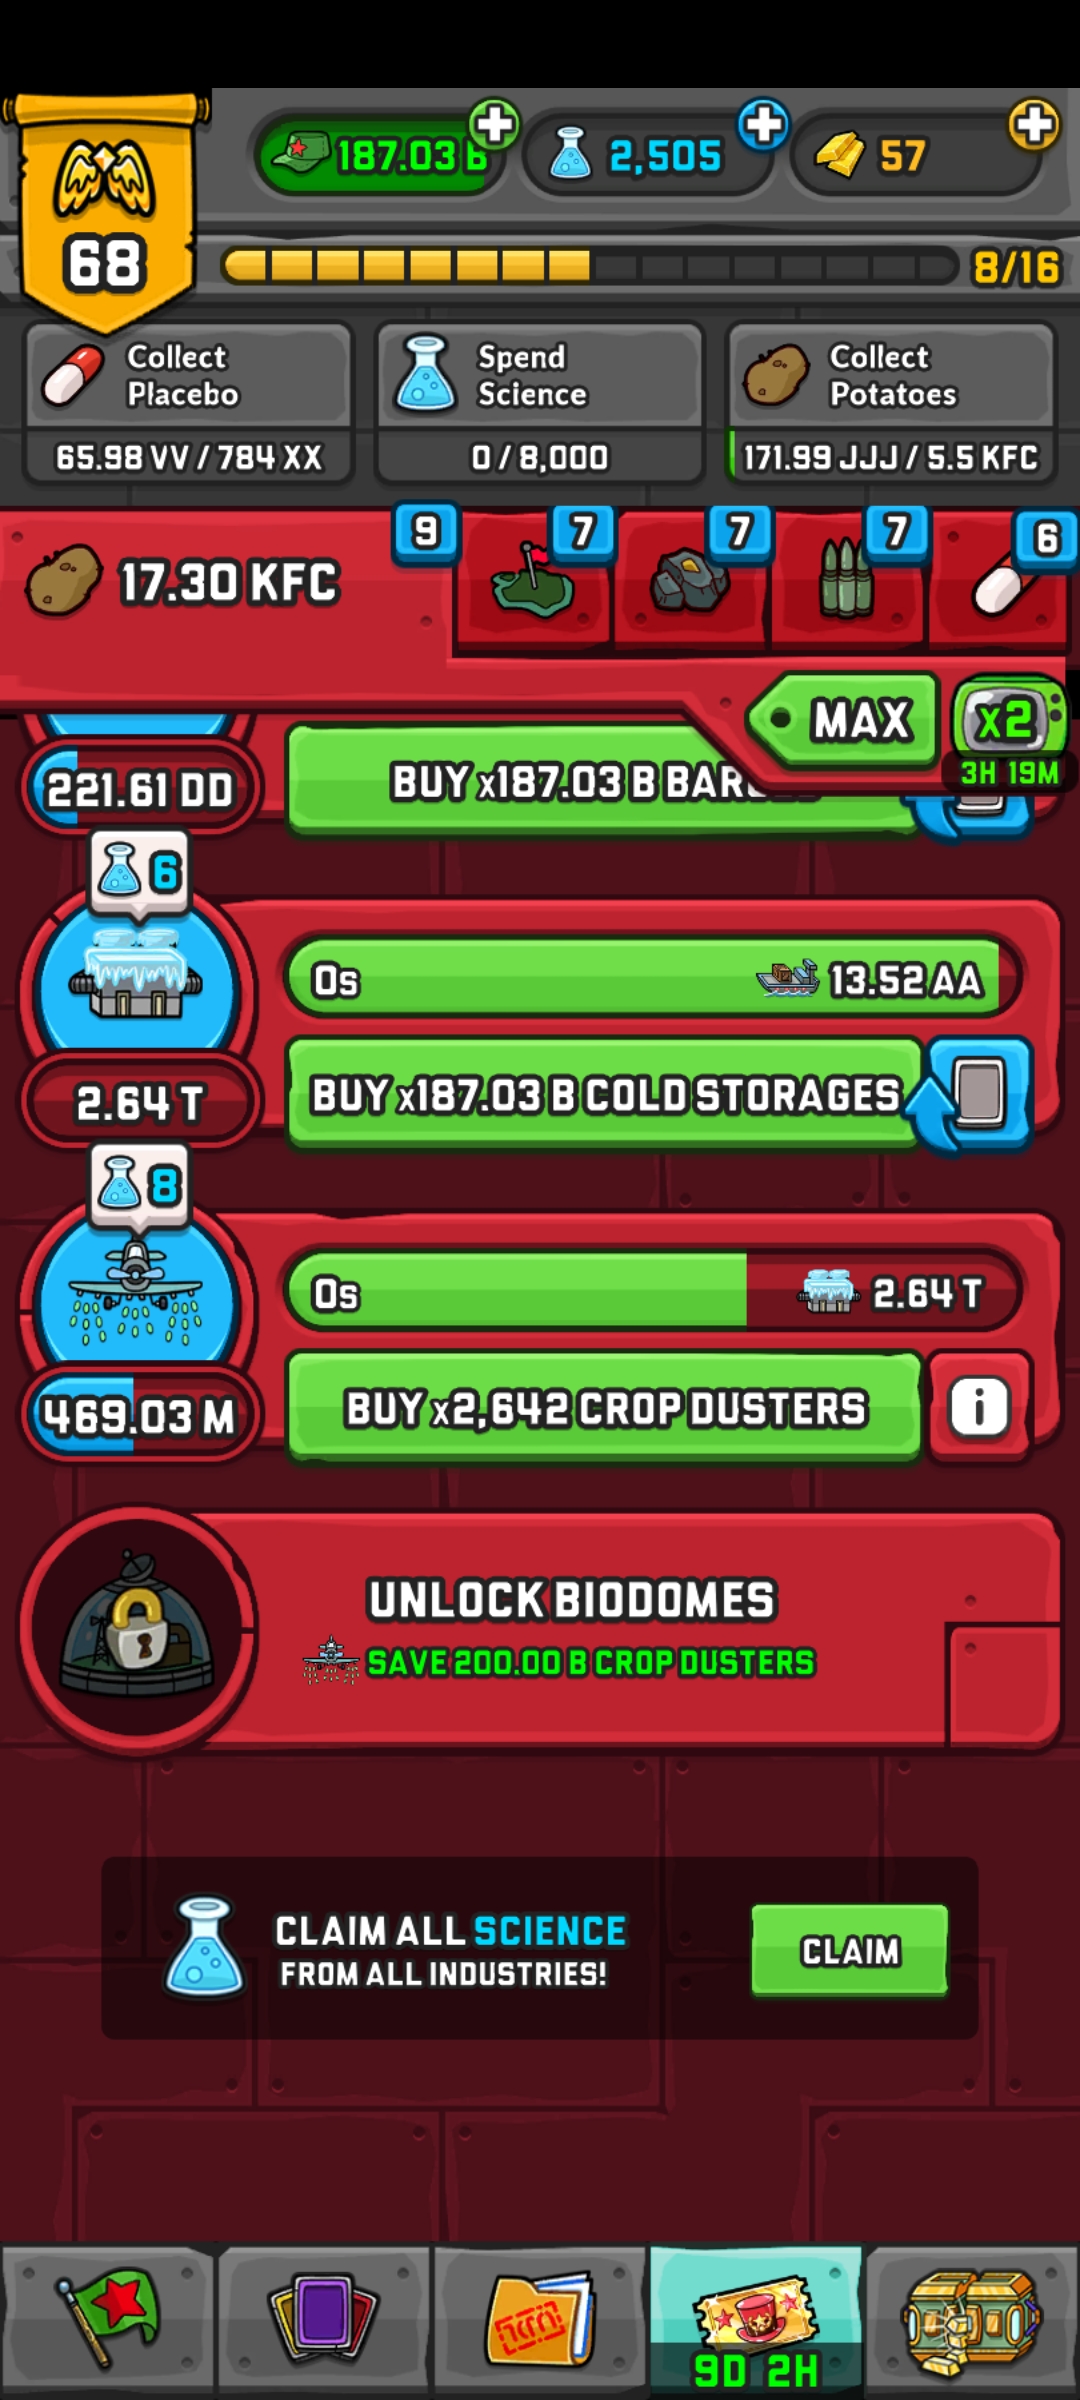 187.03 B
2,505
57
68
8/16
Collect
Placebo
65.98 VV / 784 XX
Spend
Science
0 / 8,000
Collect
Potatoes
171.99 JJJ / 5.5 KFC
17.30 KFC
9
7
7
7
6
MAX
x2
3H 19M
221.61 DD
BUY x187.03 B
6
0s
13.52 AA
2.64 T
BUY x187.03 B COLD STORAGES
8
0s
2.64 T
469.03 M
BUY x2,642 CROP DUSTERS
i
UNLOCK BIODOMES
SAVE 200.00 B CROP DUSTERS
CLAIM ALL SCIENCE
FROM ALL INDUSTRIES!
CLAIM
9D 2H